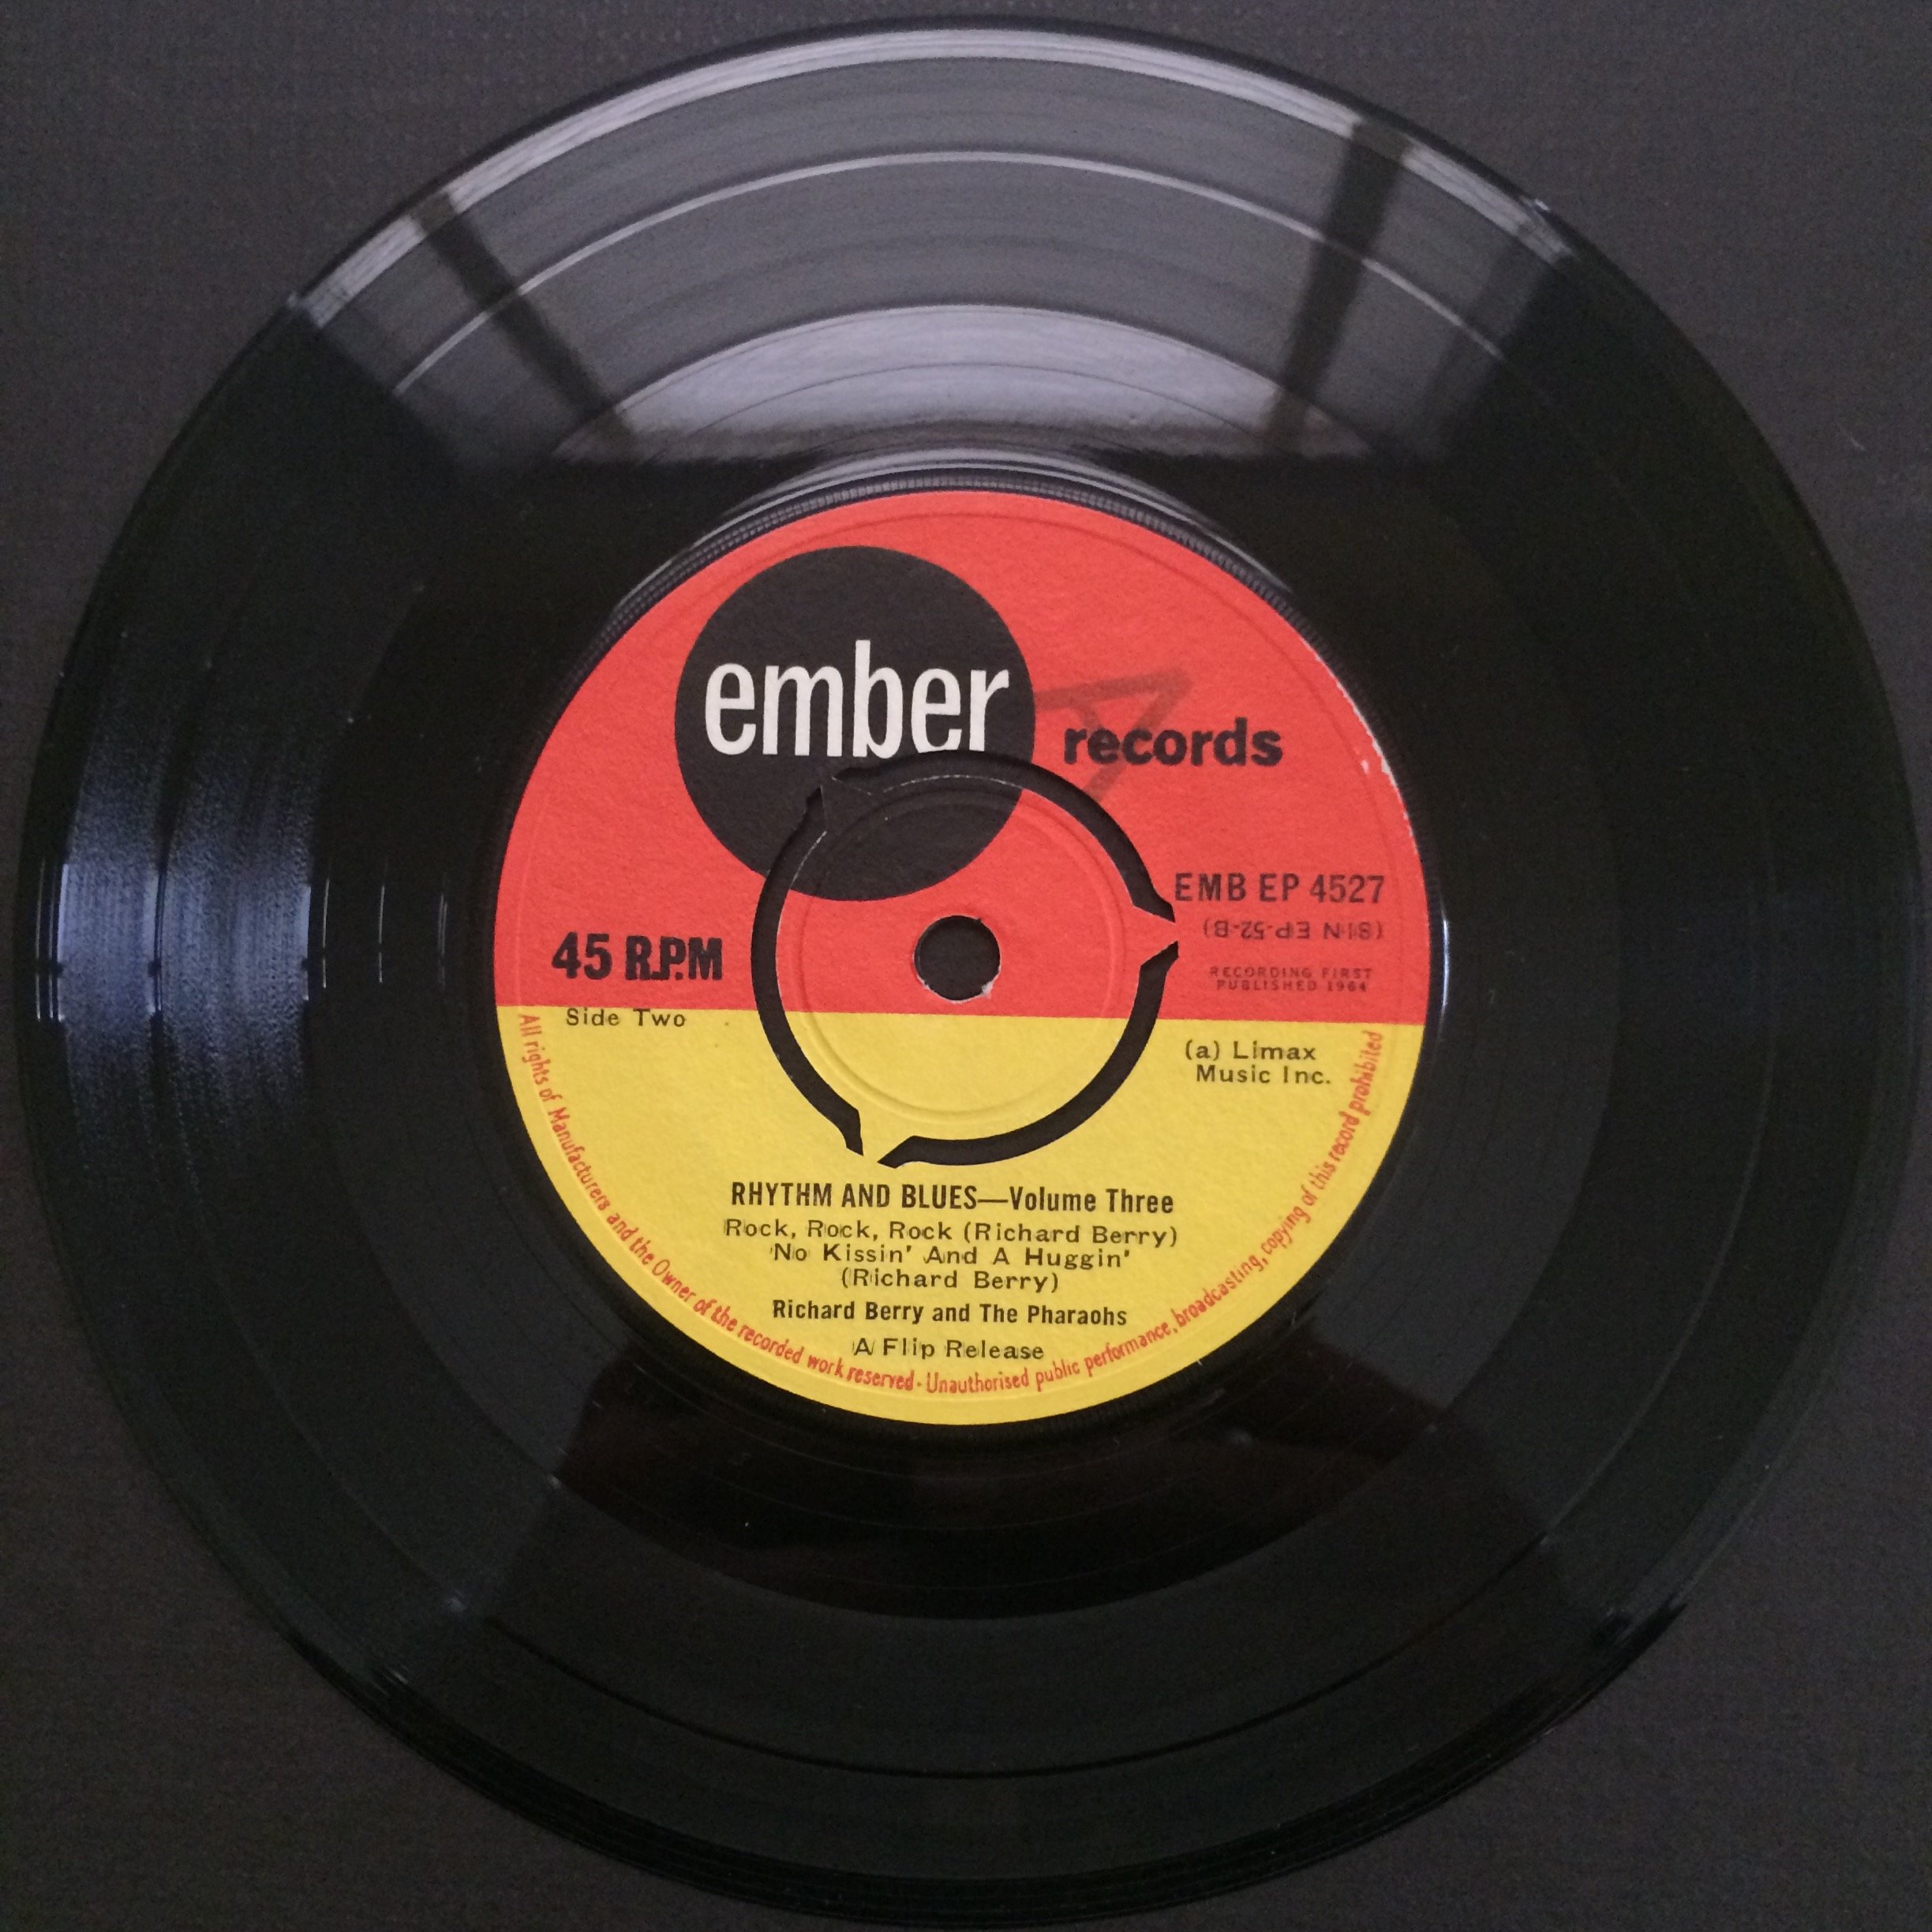 ember
records
EMB EP 4527
(81N EP-52-B)
45 R.P.M
RECORDING FIRST
PUBLISHED 1964
Side Two
(a) Limax
Music Inc.
RHYTHM AND BLUES—Volume Three
Rock, Rock, Rock (Richard Berry)
No Kissin' And A Huggin'
(Richard Berry)
Richard Berry and The Pharaohs
A Flip Release
All rights of Manufacturers and the Owner of the recorded work reserved · Unauthorised public performance, broadcasting, copying of this record prohibited